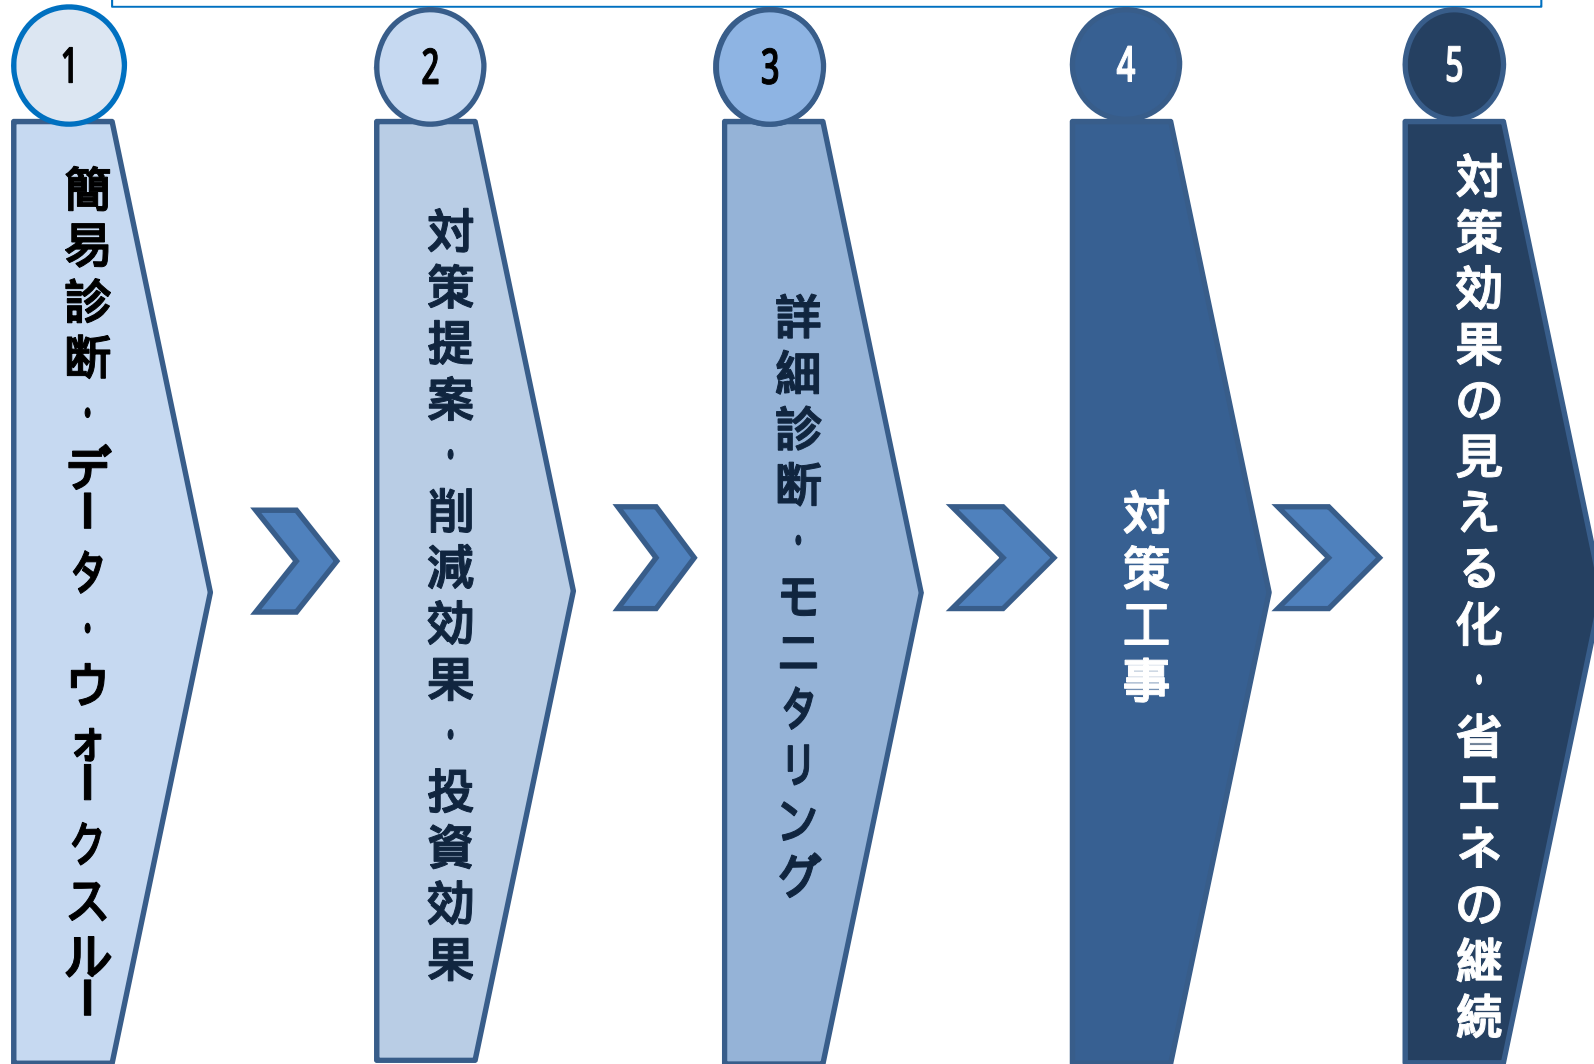 1
簡易診断・データ・ウォークスルー
2
対策提案・削減効果・投資効果
3
詳細診断・モニタリング
4
対策工事
5
対策効果の見える化・省エネの継続